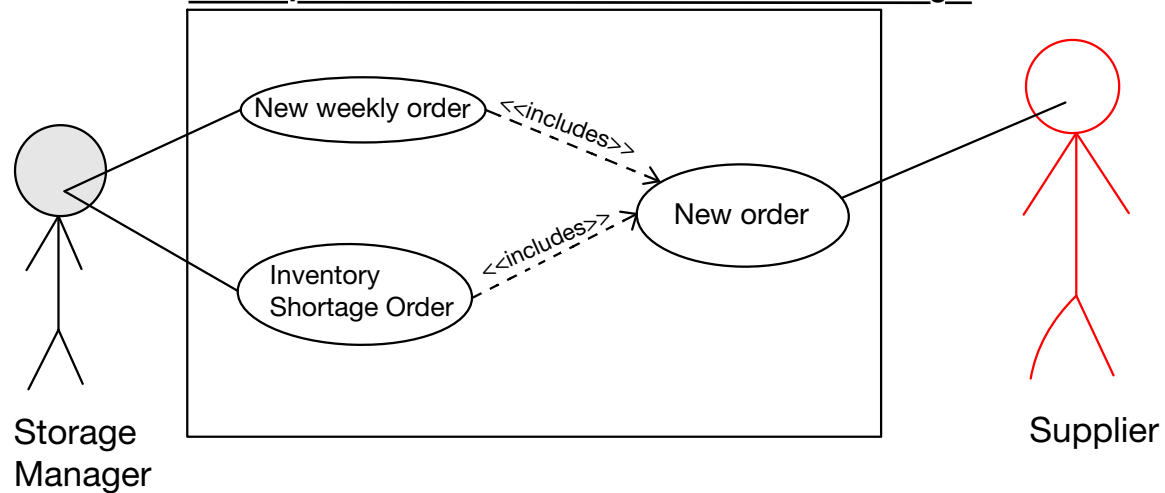 New weekly order
<<includes>>
New order
<<includes>>
Inventory
Shortage Order
Storage
Manager
Supplier